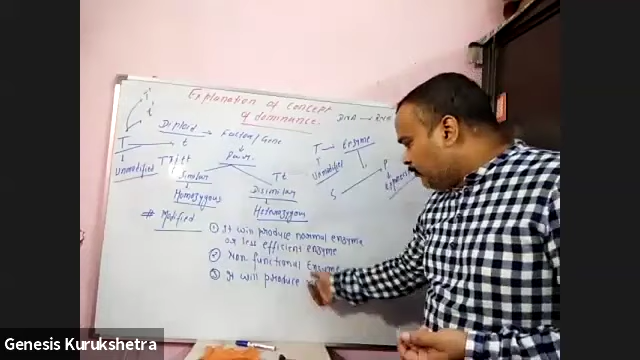 Explanation of concept
of dominance.
DNA → RNA
T' t'
Diploid → Factor/Gene
T → t
Pair.
T → Enzyme
Unmodified
TT/tt
Tt
Similar
Dissimilar
Homozygous
Heterozygous
Unmodified
S
P
# Modified
① It will produce normal enzyme
or less efficient enzyme
② Non functional Enzyme
③ It will produce
Genesis Kurukshetra